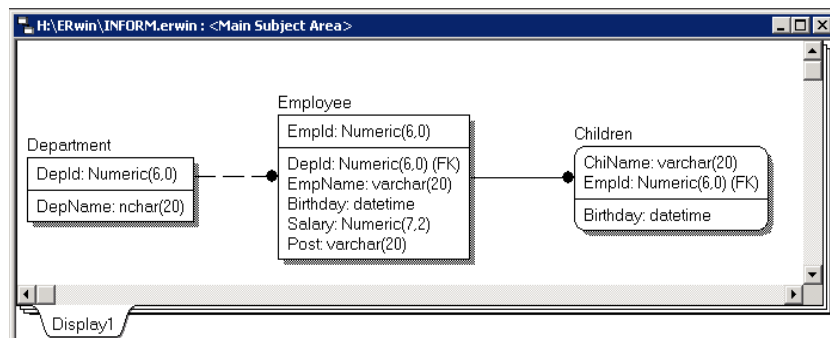 H:\ERwin\INFORM.erwin : <Main Subject Area>
Department
DepId: Numeric(6,0)
DepName: nchar(20)
Employee
EmpId: Numeric(6,0)
DepId: Numeric(6,0) (FK)
EmpName: varchar(20)
Birthday: datetime
Salary: Numeric(7,2)
Post: varchar(20)
Children
ChiName: varchar(20)
EmpId: Numeric(6,0) (FK)
Birthday: datetime
Display1